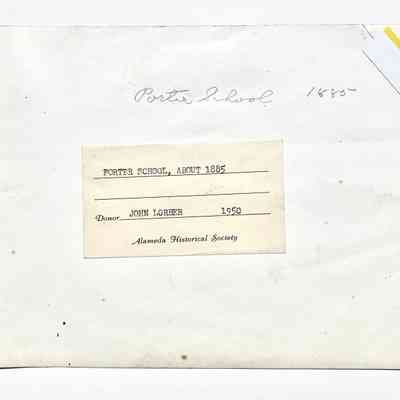 Porter School 1885
PORTER SCHOOL, ABOUT 1885
Donor JOHN LORBER 1950
Alameda Historical Society